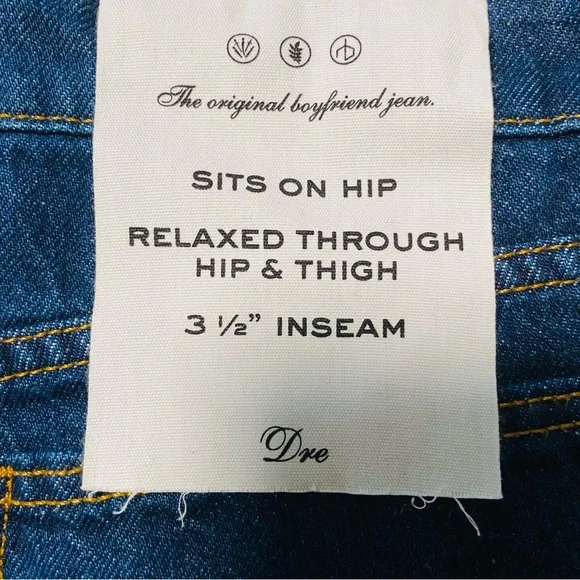 The original boyfriend jean.
SITS ON HIP
RELAXED THROUGH
HIP & THIGH
3 ½” INSEAM
Dre